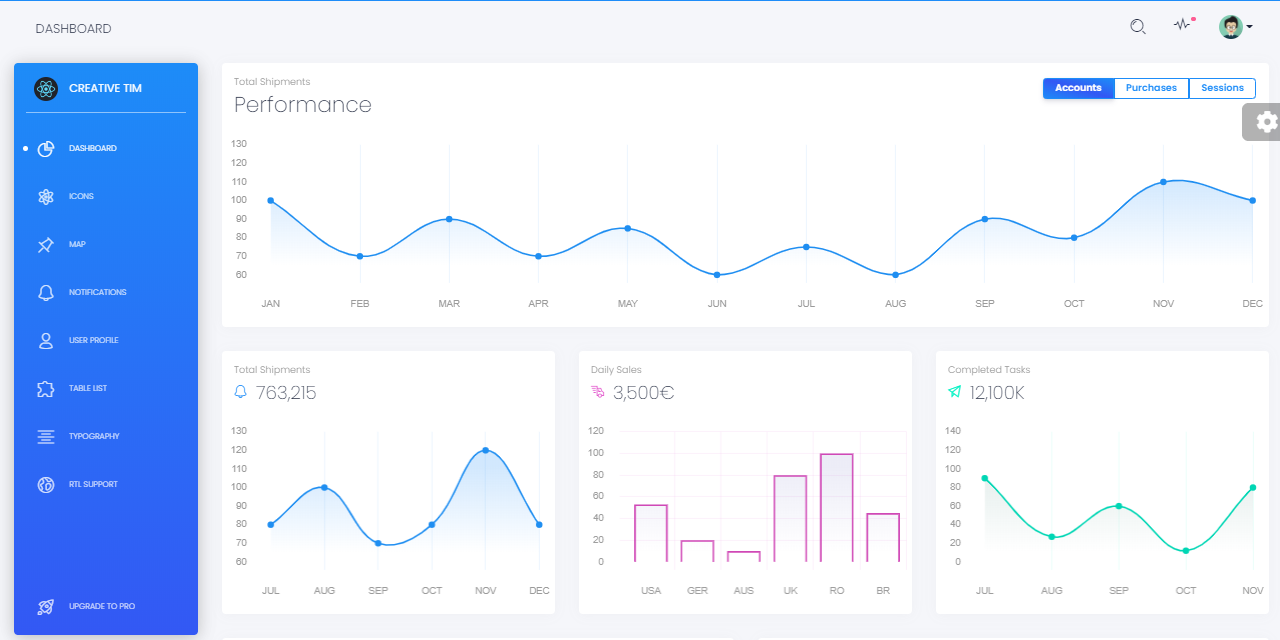 DASHBOARD
CREATIVE TIM
DASHBOARD
ICONS
MAP
NOTIFICATIONS
USER PROFILE
TABLE LIST
TYPOGRAPHY
RTL SUPPORT
UPGRADE TO PRO
Total Shipments
Performance
Accounts Purchases Sessions
130
120
110
100
90
80
70
60
JAN FEB MAR APR MAY JUN JUL AUG SEP OCT NOV DEC
Total Shipments
763,215
130
120
110
100
90
80
70
60
JUL AUG SEP OCT NOV DEC
Daily Sales
3,500€
120
100
80
60
40
20
0
USA GER AUS UK RO BR
Completed Tasks
12,100K
140
120
100
80
60
40
20
0
JUL AUG SEP OCT NOV